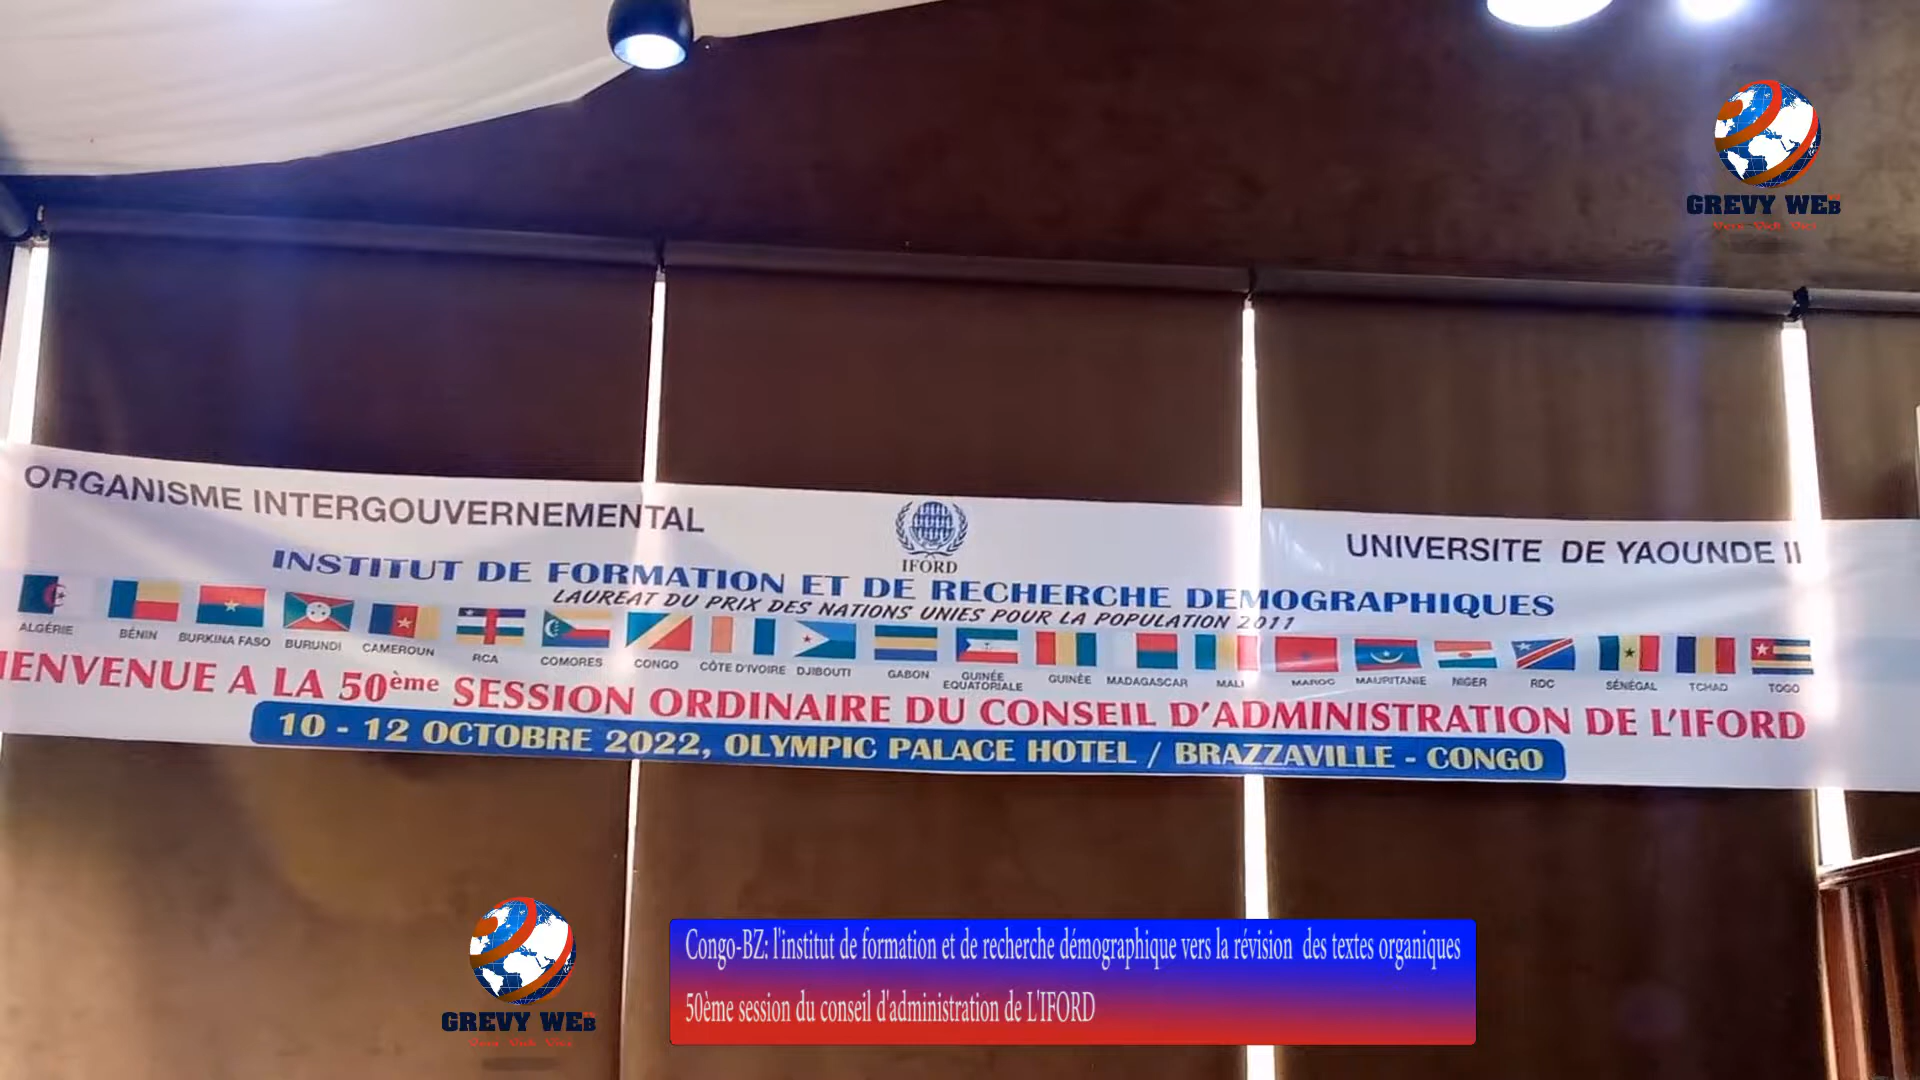 GREVY WEB
ORGANISME INTERGOUVERNEMENTAL
IFORD
UNIVERSITE DE YAOUNDE II
INSTITUT DE FORMATION ET DE RECHERCHE DEMOGRAPHIQUES
LAUREAT DU PRIX DES NATIONS UNIES POUR LA POPULATION 2011
ALGÉRIE BÉNIN BURKINA FASO BURUNDI CAMEROUN RCA COMORES CONGO CÔTE D'IVOIRE DJIBOUTI GABON GUINÉE EQUATORIALE GUINÉE MADAGASCAR MALI MAROC MAURITANIE NIGER RDC SÉNÉGAL TCHAD TOGO
IENVENUE A LA 50ème SESSION ORDINAIRE DU CONSEIL D'ADMINISTRATION DE L'IFORD
10 - 12 OCTOBRE 2022, OLYMPIC PALACE HOTEL / BRAZZAVILLE - CONGO
GREVY WEB
Congo-BZ: l'institut de formation et de recherche démographique vers la révision des textes organiques
50ème session du conseil d'administration de L'IFORD